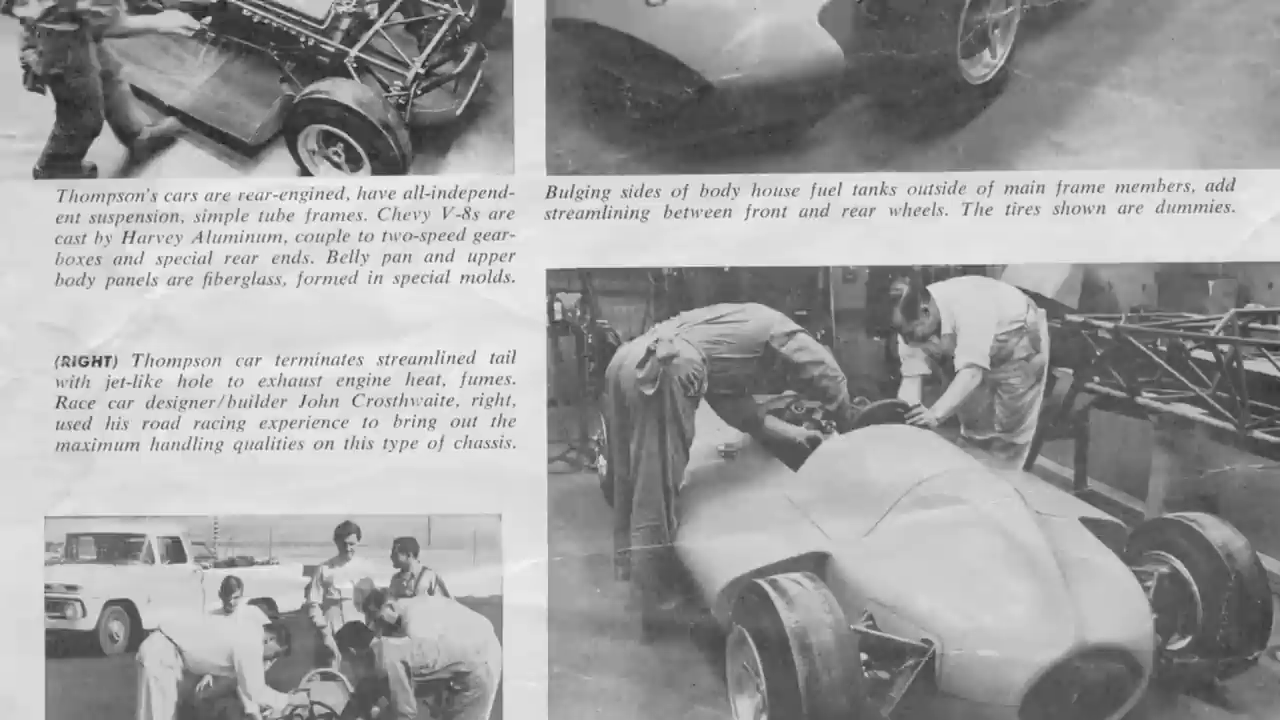 Thompson's cars are rear-engined, have all-independ-
ent suspension, simple tube frames. Chevy V-8s are
cast by Harvey Aluminum, couple to two-speed gear-
boxes and special rear ends. Belly pan and upper
body panels are fiberglass, formed in special molds.
Bulging sides of body house fuel tanks outside of main frame members, add
streamlining between front and rear wheels. The tires shown are dummies.
(RIGHT) Thompson car terminates streamlined tail
with jet-like hole to exhaust engine heat, fumes.
Race car designer/builder John Crosthwaite, right,
used his road racing experience to bring out the
maximum handling qualities on this type of chassis.